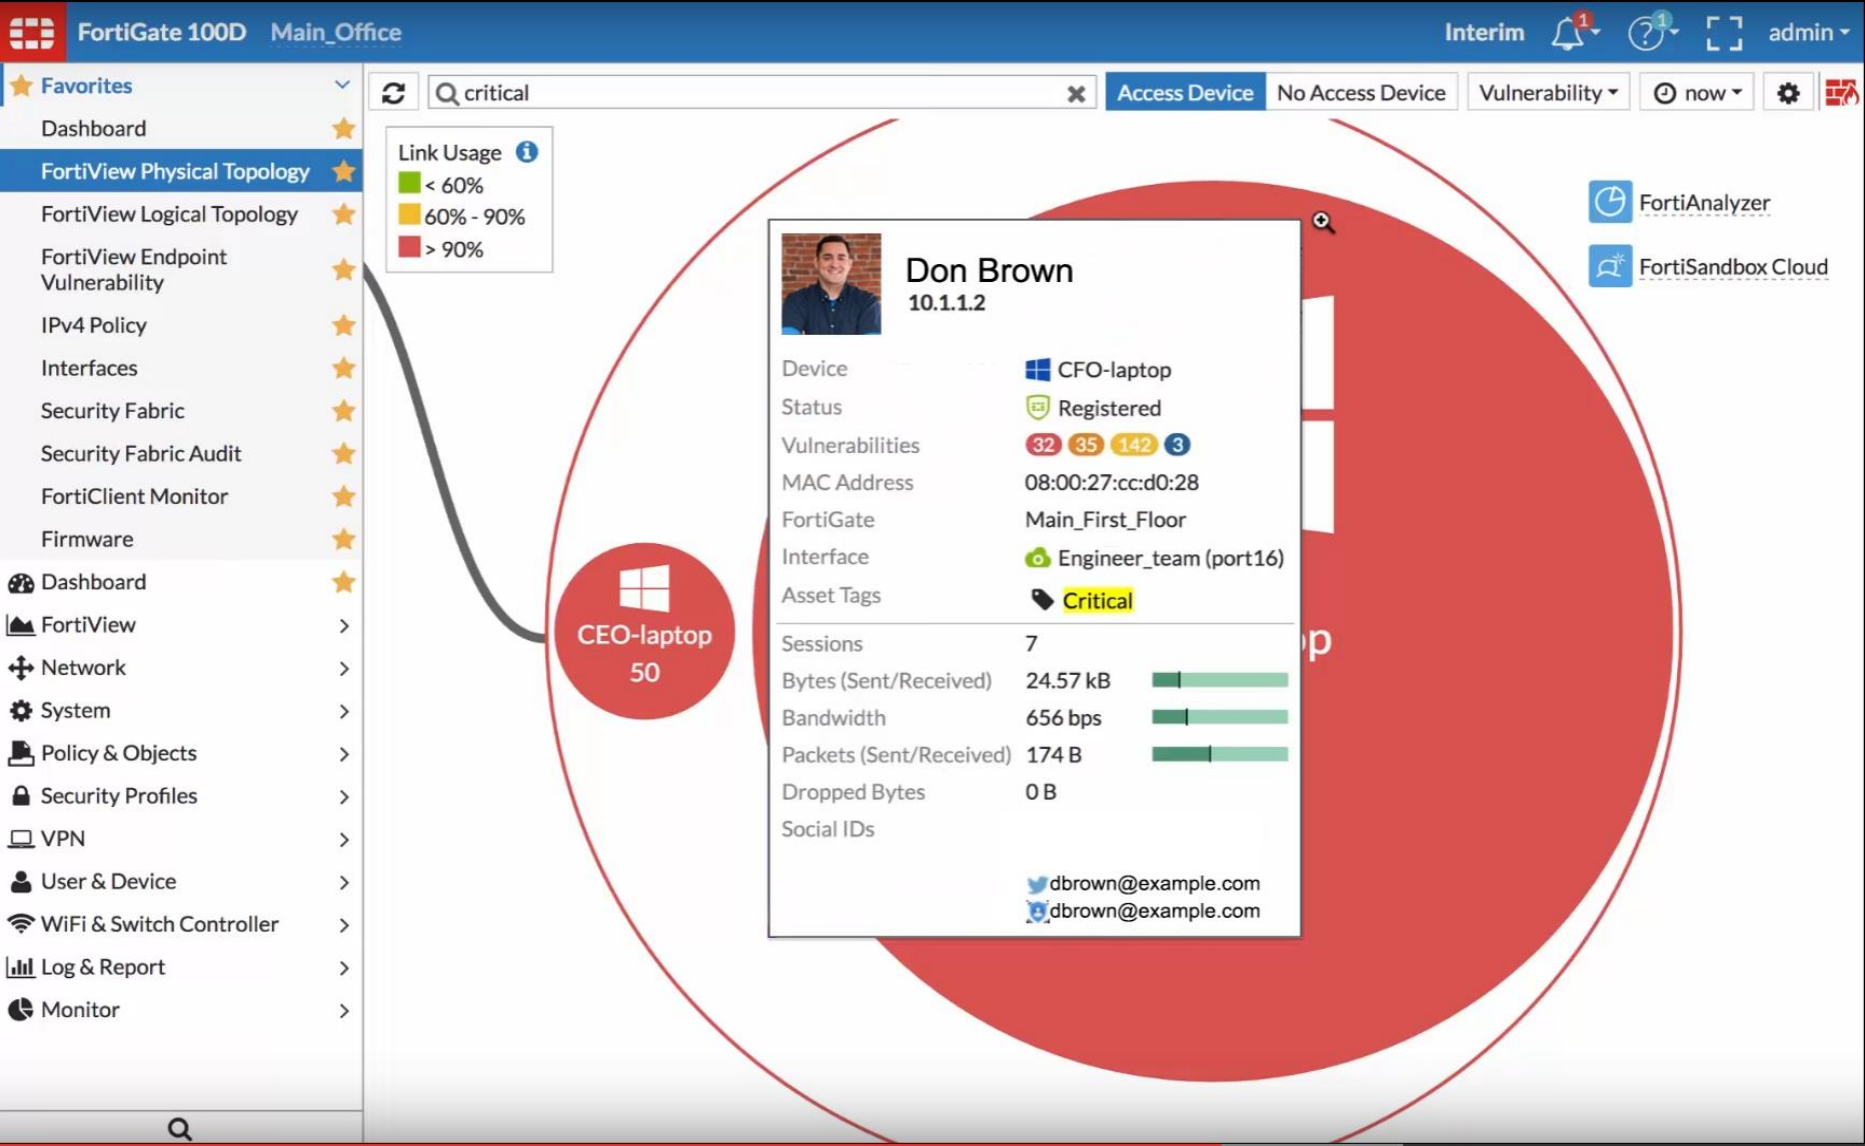 FortiGate 100D Main_Office Interim 1 1 admin
Favorites
Dashboard
FortiView Physical Topology
FortiView Logical Topology
FortiView Endpoint
Vulnerability
IPv4 Policy
Interfaces
Security Fabric
Security Fabric Audit
FortiClient Monitor
Firmware
Dashboard
FortiView
Network
System
Policy & Objects
Security Profiles
VPN
User & Device
WiFi & Switch Controller
Log & Report
Monitor
critical
Access Device No Access Device Vulnerability now
Link Usage
< 60%
60% - 90%
> 90%
FortiAnalyzer
FortiSandbox Cloud
CEO-laptop
50
Don Brown
10.1.1.2
Device CFO-laptop
Status Registered
Vulnerabilities 32 35 142 3
MAC Address 08:00:27:cc:d0:28
FortiGate Main_First_Floor
Interface Engineer_team (port16)
Asset Tags Critical
Sessions 7
Bytes (Sent/Received) 24.57 kB
Bandwidth 656 bps
Packets (Sent/Received) 174 B
Dropped Bytes 0 B
Social IDs
dbrown@example.com
dbrown@example.com